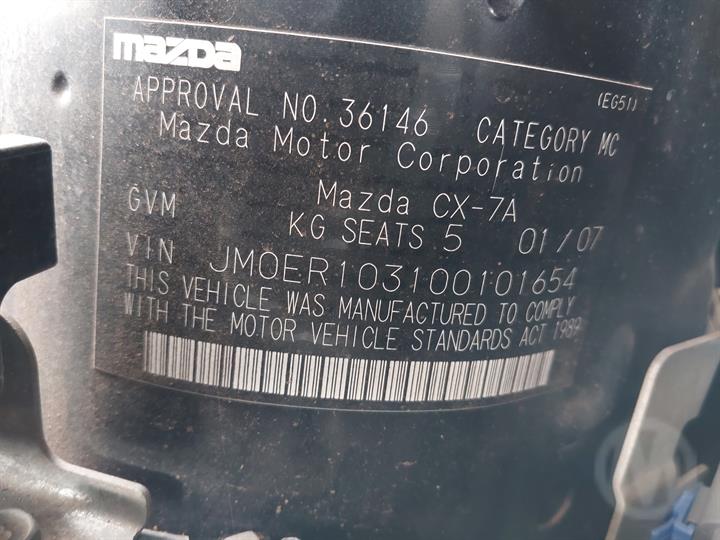 mazda
(EG51)
APPROVAL NO.36146 CATEGORY MC
Mazda Motor Corporation
Mazda CX-7A
GVM KG SEATS 5 01/07
VIN JM0ER103100101654
THIS VEHICLE WAS MANUFACTURED TO COMPLY
WITH THE MOTOR VEHICLE STANDARDS ACT 1989
M